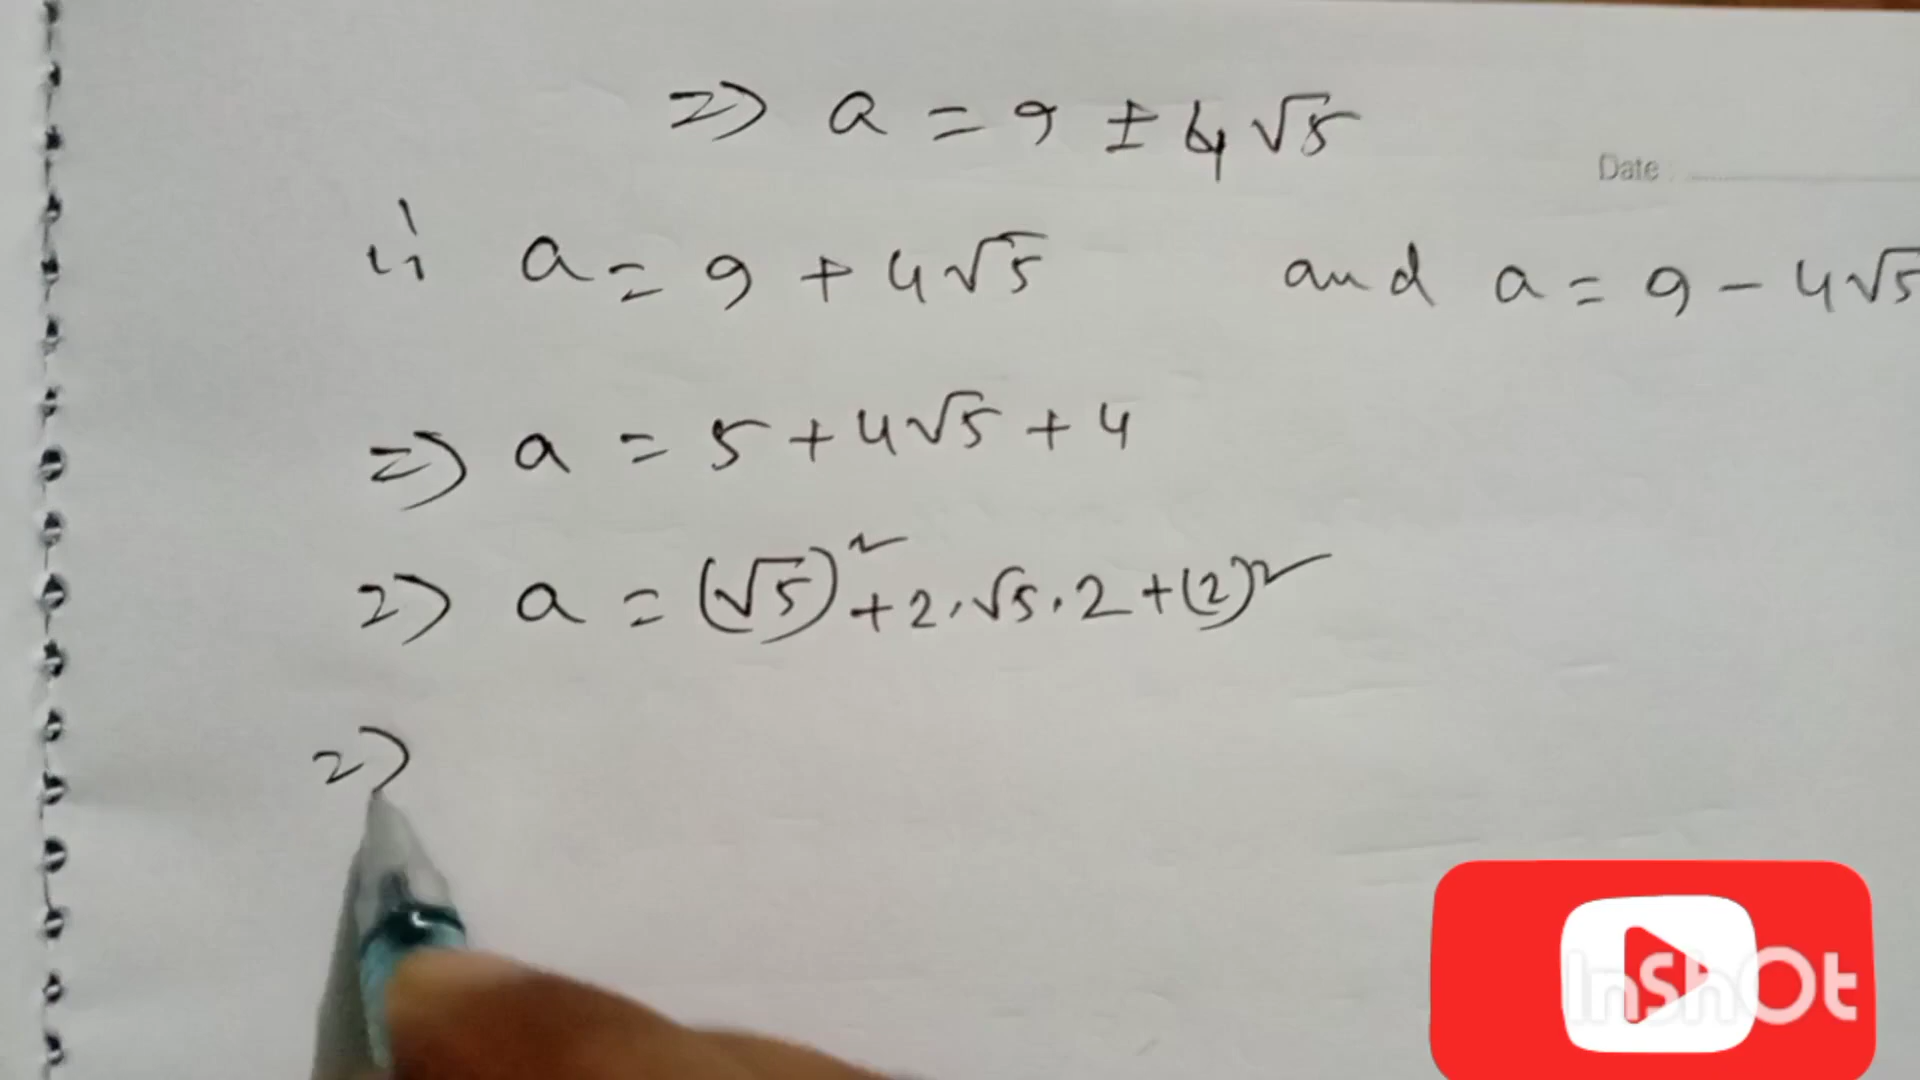 => a = 9 ± 4√5
Date
i) a = 9 + 4√5 and a = 9 - 4√5
=> a = 5 + 4√5 + 4
=> a = (√5)² + 2.√5.2 + (2)²
=>
InShOt